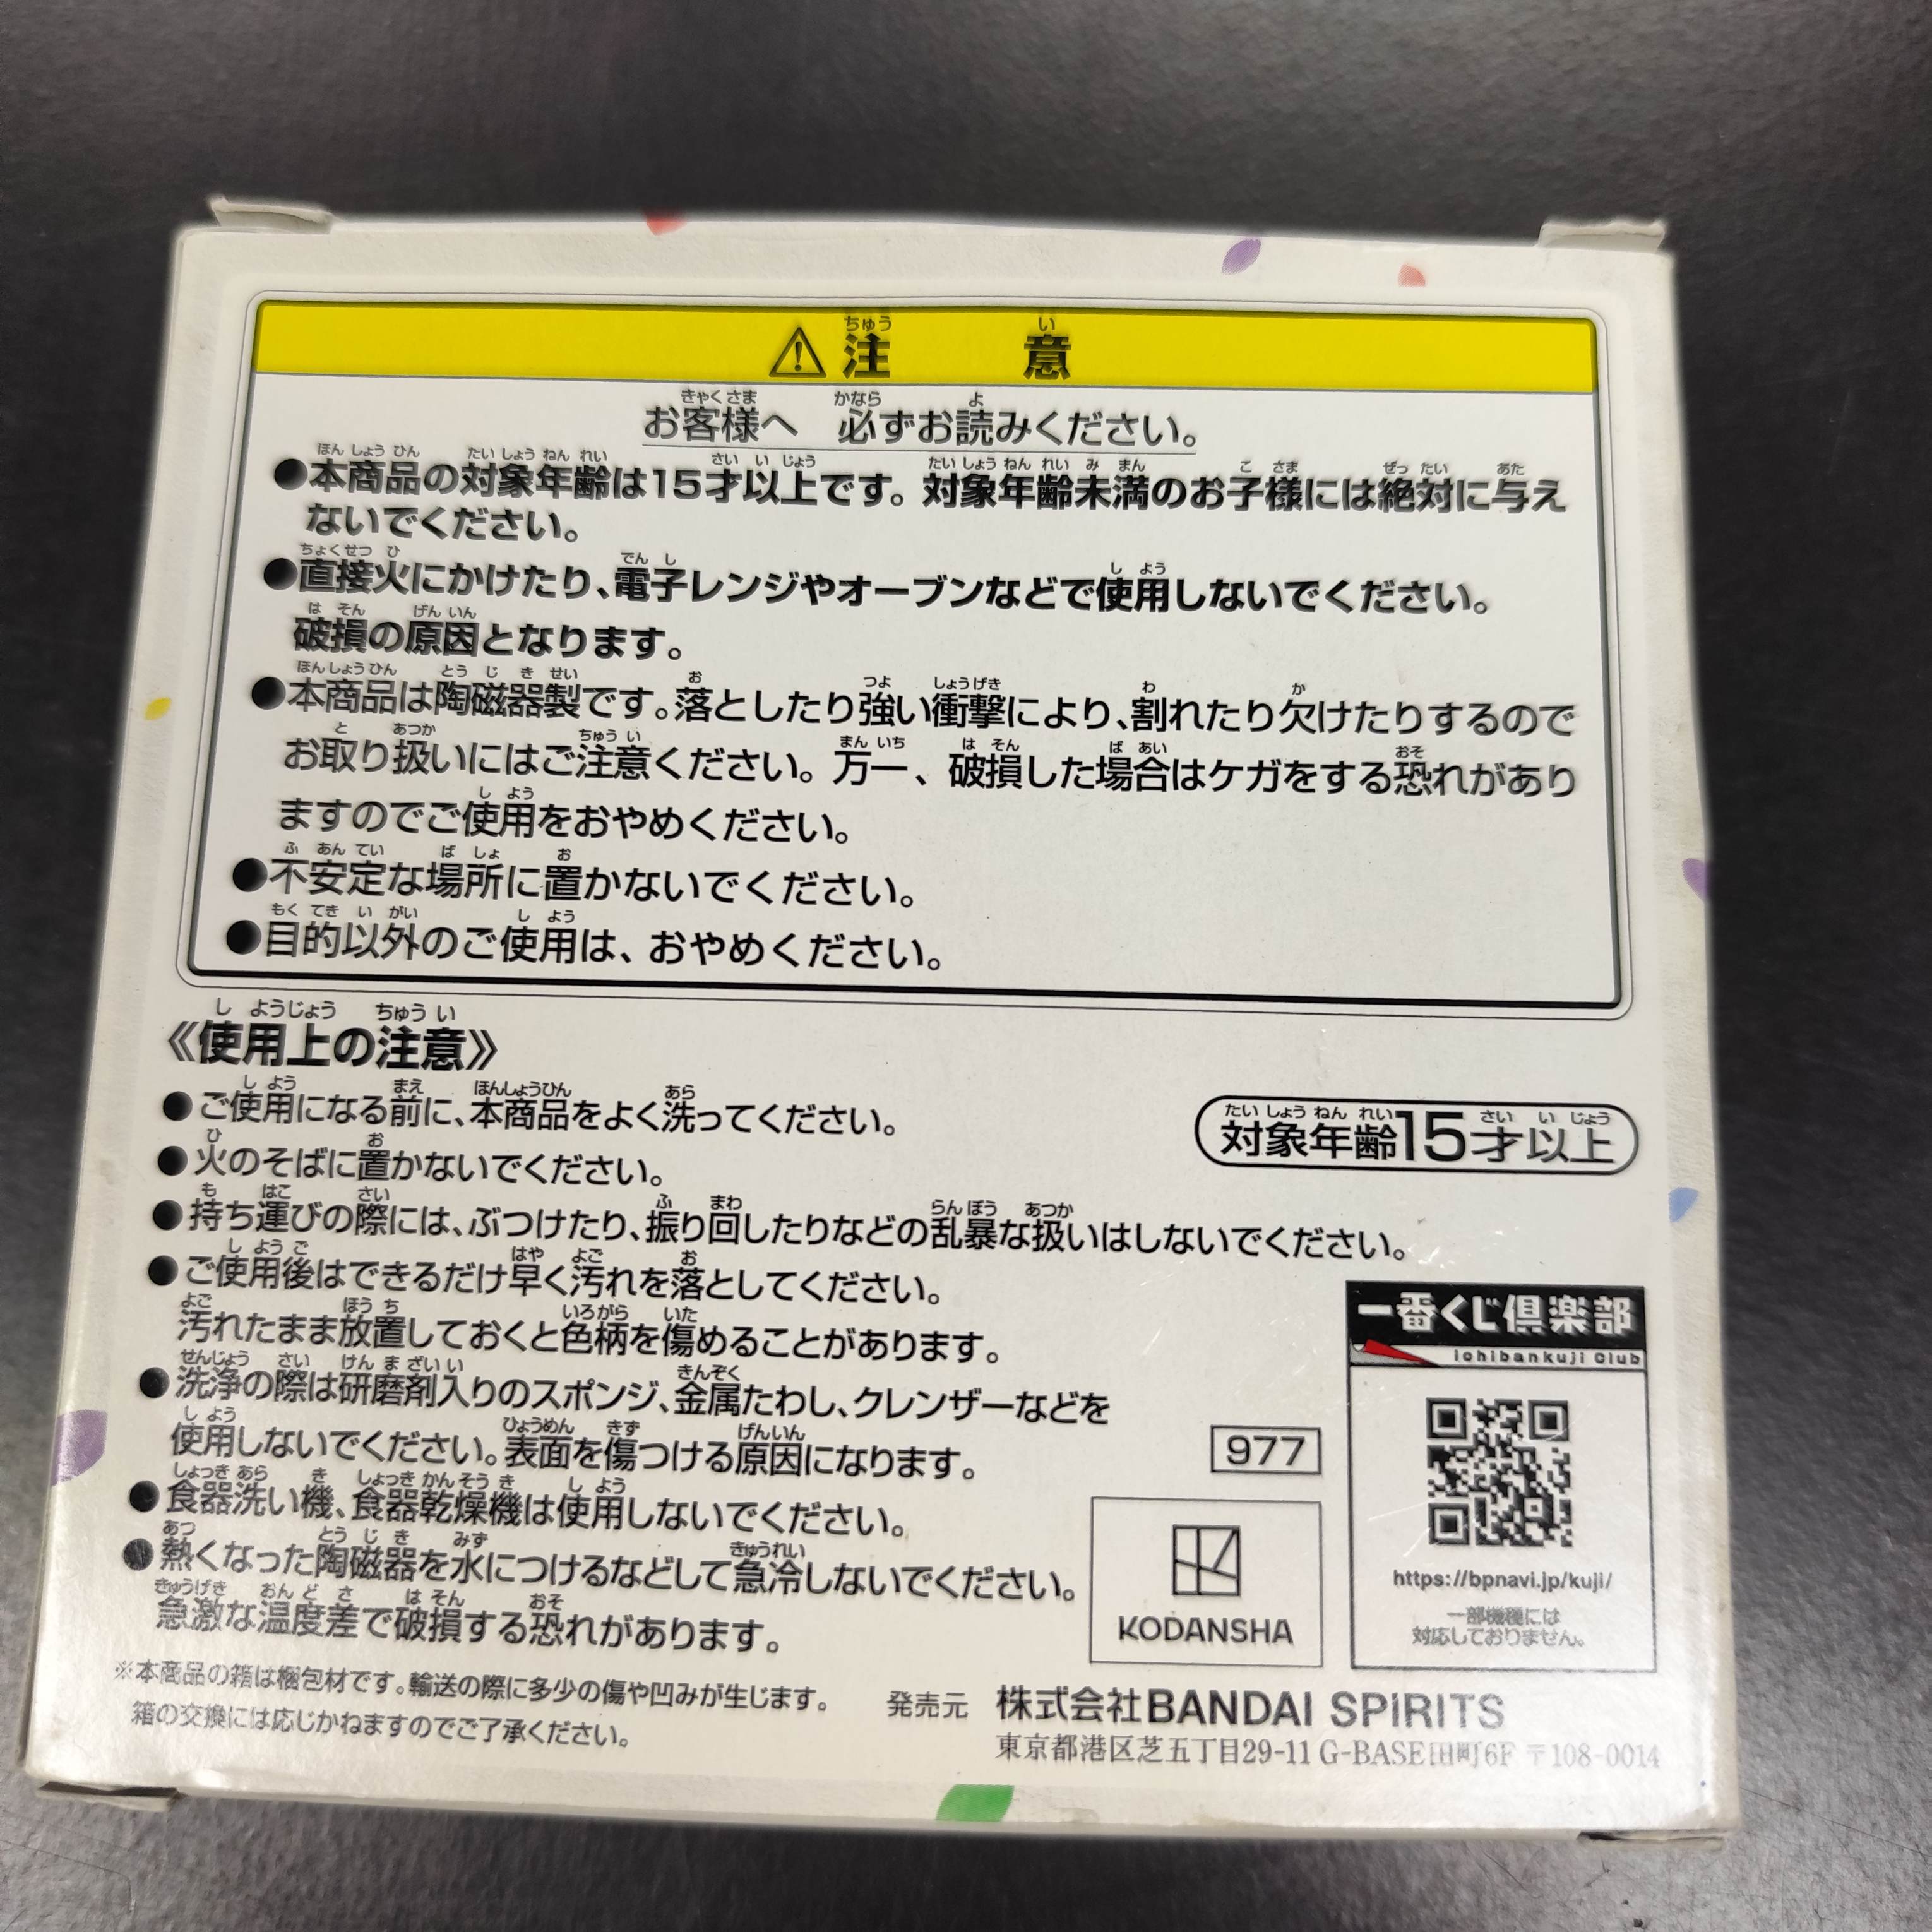 注意
お客様へ 必ずお読みください。
●本商品の対象年齢は15才以上です。対象年齢未満のお子様には絶対に与え
ないでください。
●直接火にかけたり、電子レンジやオーブンなどで使用しないでください。
破損の原因となります。
●本商品は陶磁器製です。落としたり強い衝撃により、割れたり欠けたりするので
お取り扱いにはご注意ください。万一、破損した場合はケガをする恐れがあり
ますのでご使用をおやめください。
●不安定な場所に置かないでください。
●目的以外のご使用は、おやめください。
《使用上の注意》
●ご使用になる前に、本商品をよく洗ってください。
●火のそばに置かないでください。
●持ち運びの際には、ぶつけたり、振り回したりなどの乱暴な扱いはしないでください。
●ご使用後はできるだけ早く汚れを落としてください。
汚れたまま放置しておくと色柄を傷めることがあります。
●洗浄の際は研磨剤入りのスポンジ、金属たわし、クレンザーなどを
使用しないでください。表面を傷つける原因になります。
●食器洗い機、食器乾燥機は使用しないでください。
●熱くなった陶磁器を水につけるなどして急冷しないでください。
急激な温度差で破損する恐れがあります。
※本商品の箱は梱包材です。輸送の際に多少の傷や凹みが生じます。
箱の交換には応じかねますのでご了承ください。
対象年齢15才以上
977
KODANSHA
一番くじ倶楽部
Ichibankuji Club
https://bpnavi.jp/kuji/
一部機種には
対応しておりません。
発売元 株式会社BANDAI SPIRITS
東京都港区芝五丁目29-11 G-BASE田町6F 〒108-0014